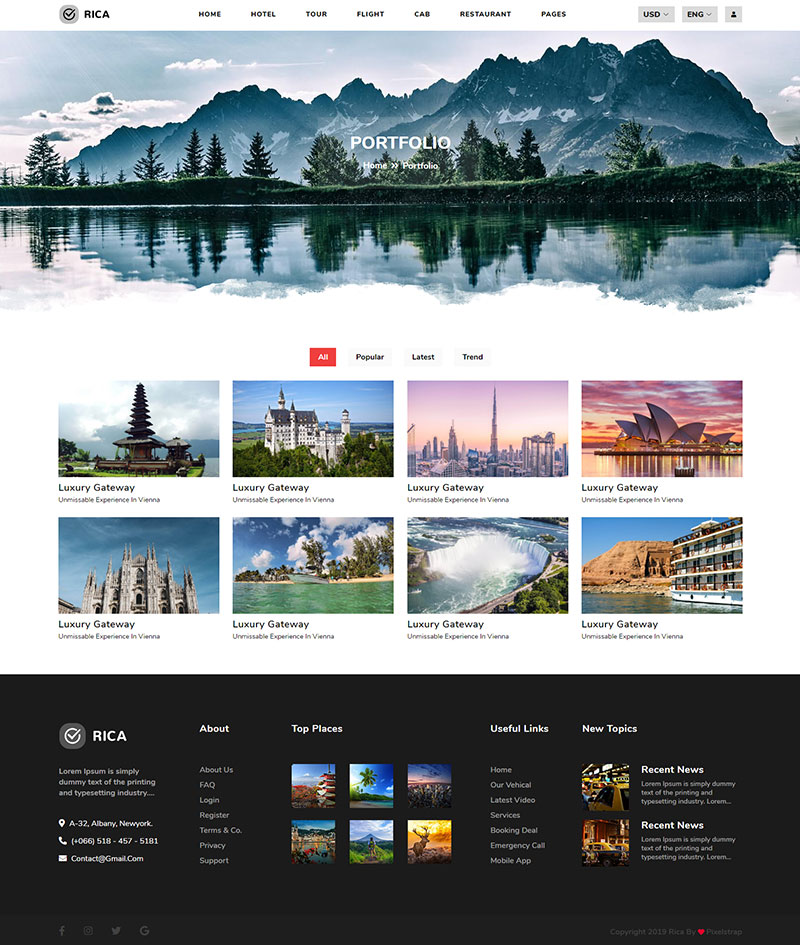 RICA
HOME HOTEL TOUR FLIGHT CAB RESTAURANT PAGES
USD ENG
PORTFOLIO
Home » Portfolio
All Popular Latest Trend
Luxury Gateway
Unmissable Experience In Vienna
Luxury Gateway
Unmissable Experience In Vienna
Luxury Gateway
Unmissable Experience In Vienna
Luxury Gateway
Unmissable Experience In Vienna
Luxury Gateway
Unmissable Experience In Vienna
Luxury Gateway
Unmissable Experience In Vienna
Luxury Gateway
Unmissable Experience In Vienna
Luxury Gateway
Unmissable Experience In Vienna
RICA
Lorem Ipsum is simply
dummy text of the printing
and typesetting industry....
A-32, Albany, Newyork.
(+066) 518 - 457 - 5181
Contact@Gmail.Com
About
About Us
FAQ
Login
Register
Terms & Co.
Privacy
Support
Top Places
Useful Links
Home
Our Vehical
Latest Video
Services
Booking Deal
Emergency Call
Mobile App
New Topics
Recent News
Lorem Ipsum is simply dummy
text of the printing and
typesetting industry. Lorem...
Recent News
Lorem Ipsum is simply dummy
text of the printing and
typesetting industry. Lorem...
Copyright 2019 Rica By ❤ Pixelstrap